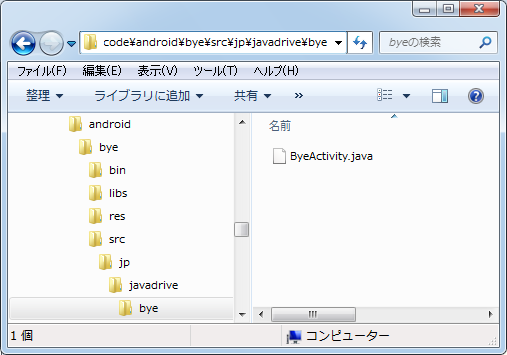 code¥android¥bye¥src¥jp¥javadrive¥bye
byeの検索
ファイル(F) 編集(E) 表示(V) ツール(T) ヘルプ(H)
整理 ライブラリに追加 共有 »
android
bye
bin
libs
res
src
jp
javadrive
bye
名前
ByeActivity.java
1 個
コンピューター